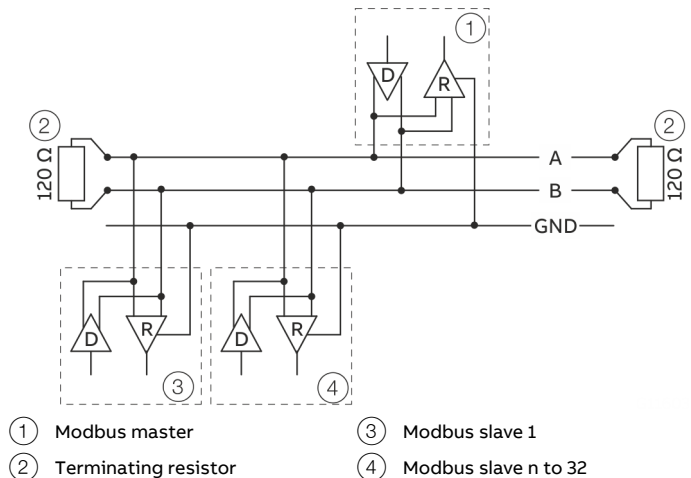 1
D R
2 2
120 Ω 120 Ω
A
B
GND
D R D R
3 4
1 Modbus master 3 Modbus slave 1
2 Terminating resistor 4 Modbus slave n to 32